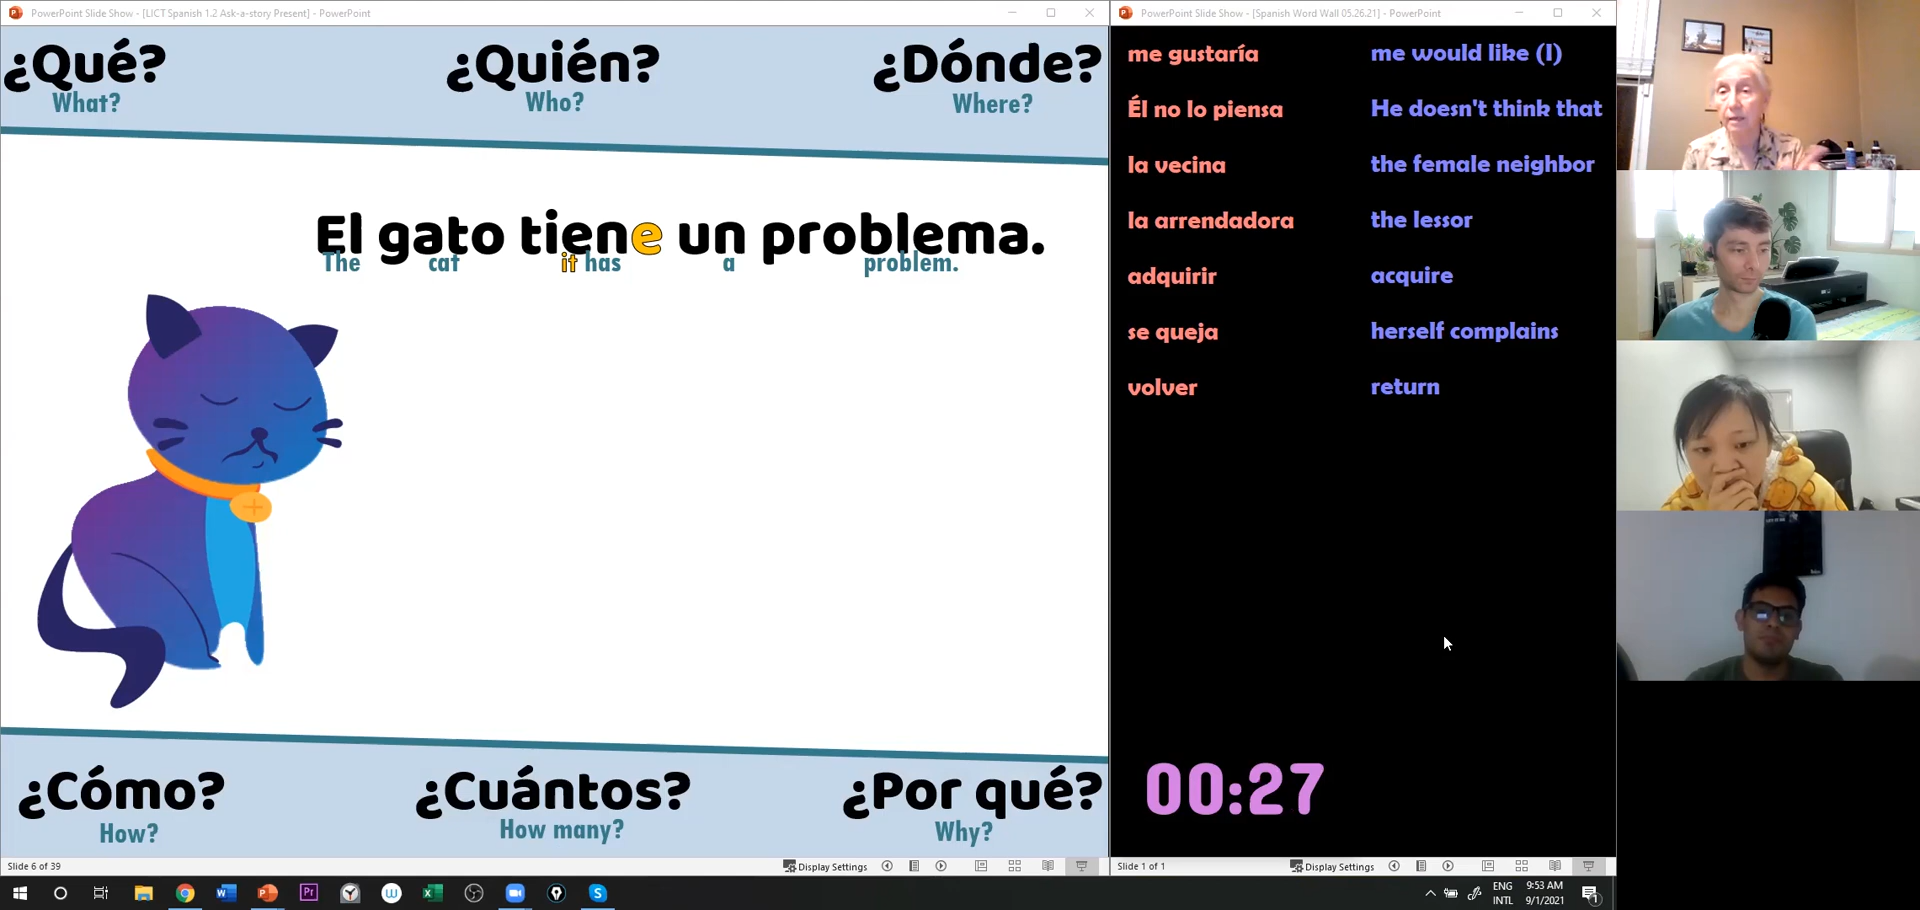 PowerPoint Slide Show - [LICT Spanish 1.2 Ask-a-story Present] - PowerPoint
¿Qué? ¿Quién? ¿Dónde?
What? Who? Where?
El gato tiene un problema.
The cat it has a problem.
¿Cómo? ¿Cuántos? ¿Por qué?
How? How many? Why?
Slide 6 of 39 Display Settings
PowerPoint Slide Show - [Spanish Word Wall 05.26.21] - PowerPoint
me gustaría me would like (I)
Él no lo piensa He doesn't think that
la vecina the female neighbor
la arrendadora the lessor
adquirir acquire
se queja herself complains
volver return
00:27
Slide 1 of 1 Display Settings
ENG 9:53 AM
INTL 9/1/2021